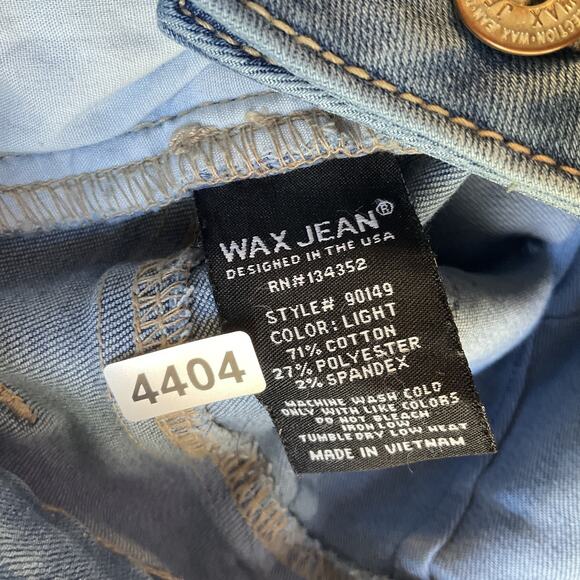 WAX JEAN®
DESIGNED IN THE USA
RN#134352
STYLE# 90149
COLOR: LIGHT
71% COTTON
27% POLYESTER
2% SPANDEX
MACHINE WASH COLD
ONLY WITH LIKE COLORS
DO NOT BLEACH
IRON LOW
TUMBLE DRY LOW HEAT
MADE IN VIETNAM
4404